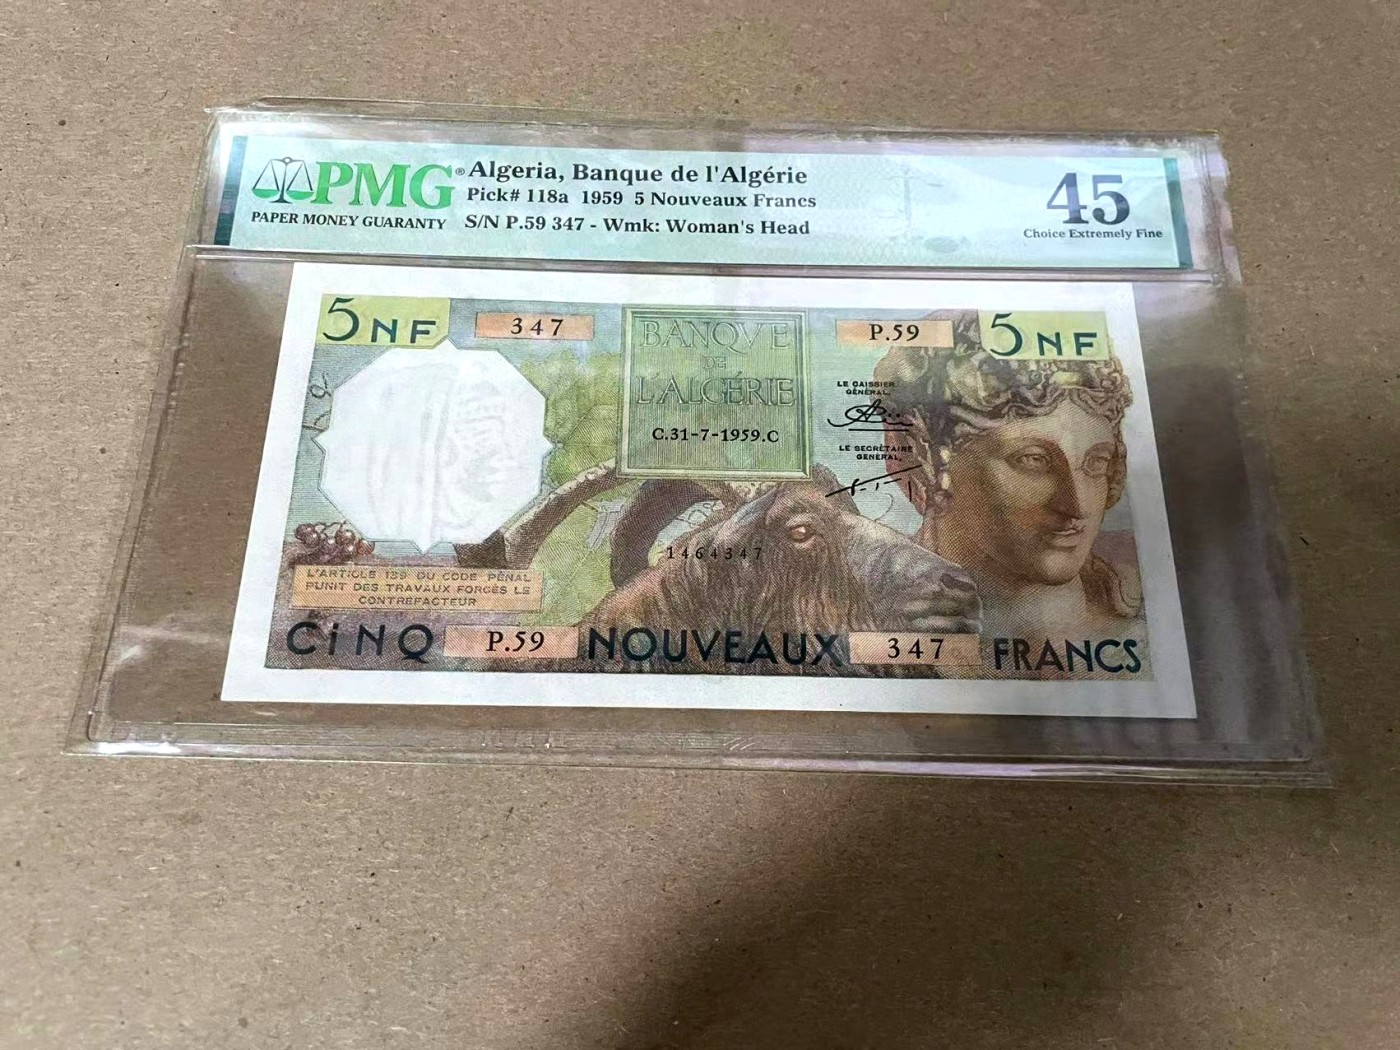 PMG®
PAPER MONEY GUARANTY
Algeria, Banque de l'Algérie
Pick# 118a 1959 5 Nouveaux Francs
S/N P.59 347 - Wmk: Woman's Head
45
Choice Extremely Fine
5 NF
347
BANQVE
DE
L'ALGÉRIE
C.31-7-1959.C
P.59
5 NF
LE CAISSIER
GÉNÉRAL,
LE SECRÉTAIRE
GÉNÉRAL,
1464347
L'ARTICLE 139 DU CODE PÉNAL
PUNIT DES TRAVAUX FORCÉS LE
CONTREFACTEUR
CiNQ P.59 NOUVEAUX 347 FRANCS